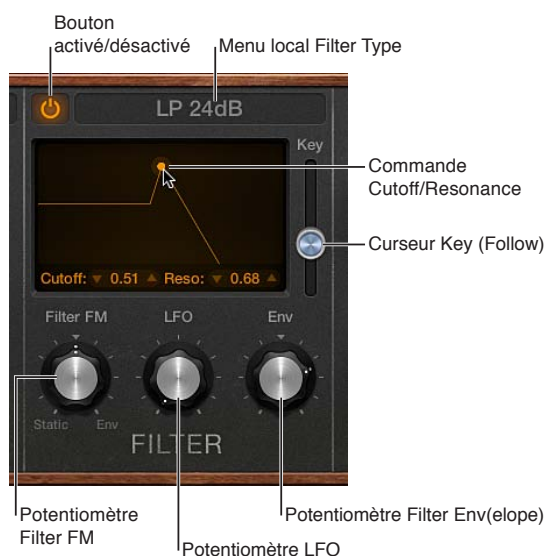 Bouton
activé/désactivé
Menu local Filter Type
LP 24dB
Key
Commande
Cutoff/Resonance
Curseur Key (Follow)
Cutoff: 0.51 Reso: 0.68
Filter FM LFO Env
Static Env
FILTER
Potentiomètre
Filter FM
Potentiomètre Filter Env(elope)
Potentiomètre LFO